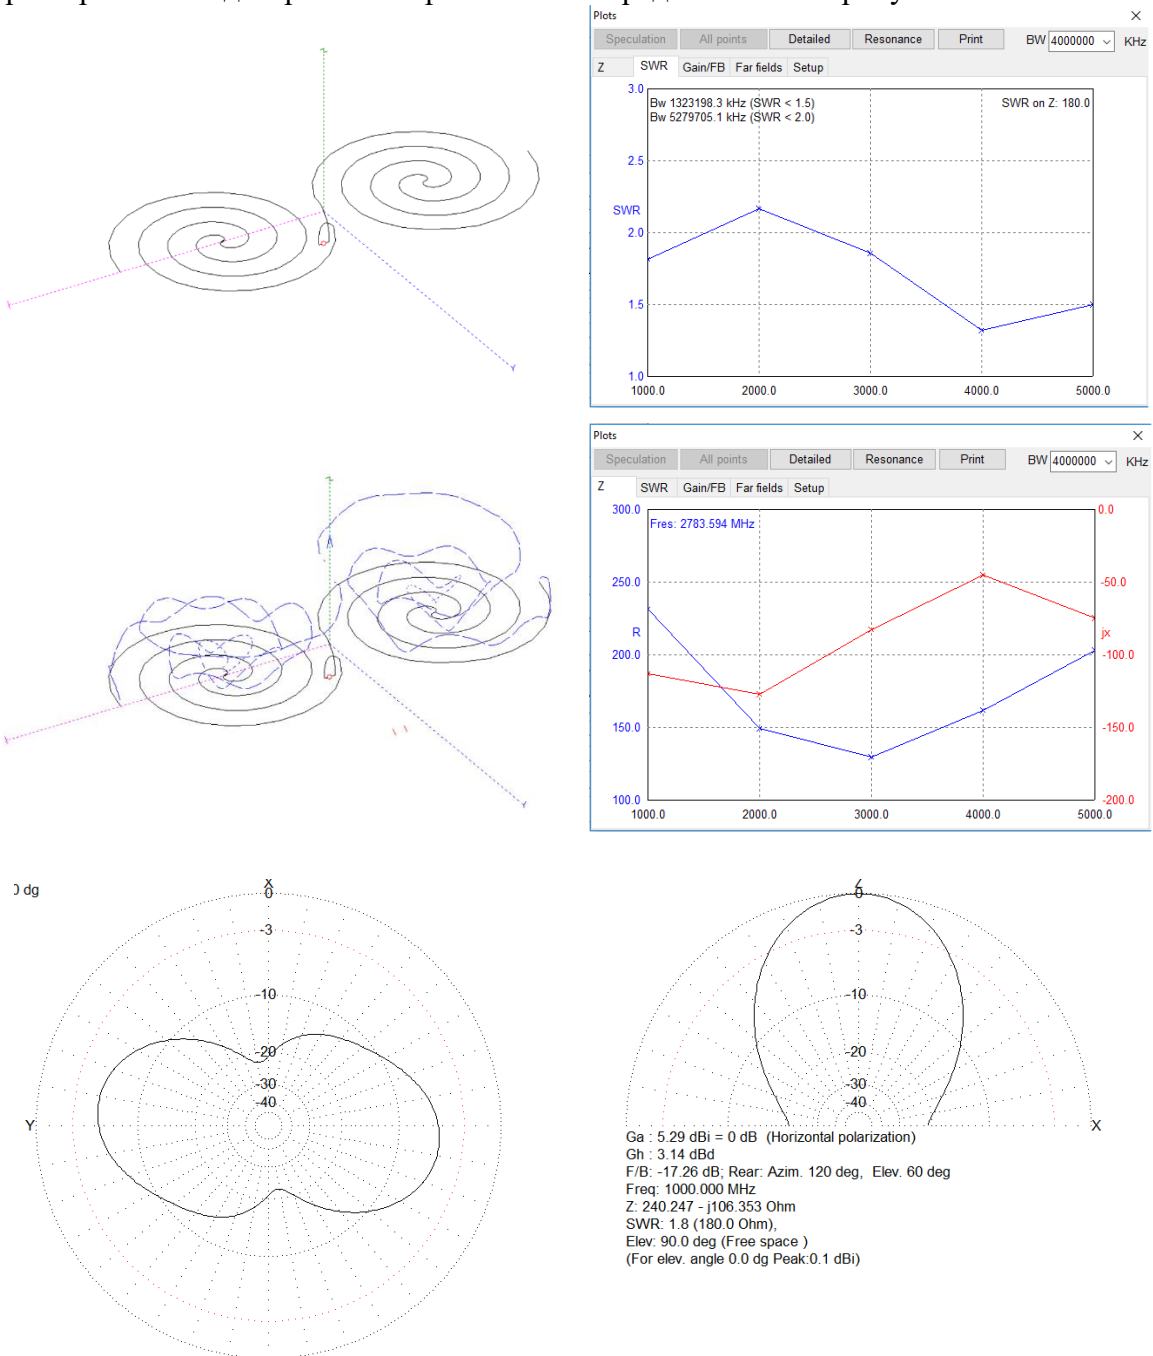 Plots
Speculation All points Detailed Resonance Print BW 4000000 KHz
Z SWR Gain/FB Far fields Setup
3.0
Bw 1323198.3 kHz (SWR < 1.5) SWR on Z: 180.0
Bw 5279705.1 kHz (SWR < 2.0)
2.5
SWR
2.0
1.5
1.0
1000.0 2000.0 3000.0 4000.0 5000.0
Z
Y
Plots
Speculation All points Detailed Resonance Print BW 4000000 KHz
Z SWR Gain/FB Far fields Setup
300.0 0.0
Fres: 2783.594 MHz
250.0 -50.0
R jx
200.0 -100.0
150.0 -150.0
100.0 -200.0
1000.0 2000.0 3000.0 4000.0 5000.0
Z
Y
dg
X
0
-3
-10
-20
-30
-40
Y
Z
0
-3
-10
-20
-30
-40
X
Ga : 5.29 dBi = 0 dB (Horizontal polarization)
Gh : 3.14 dBd
F/B: -17.26 dB; Rear: Azim. 120 deg, Elev. 60 deg
Freq: 1000.000 MHz
Z: 240.247 - j106.353 Ohm
SWR: 1.8 (180.0 Ohm),
Elev: 90.0 deg (Free space )
(For elev. angle 0.0 dg Peak:0.1 dBi)